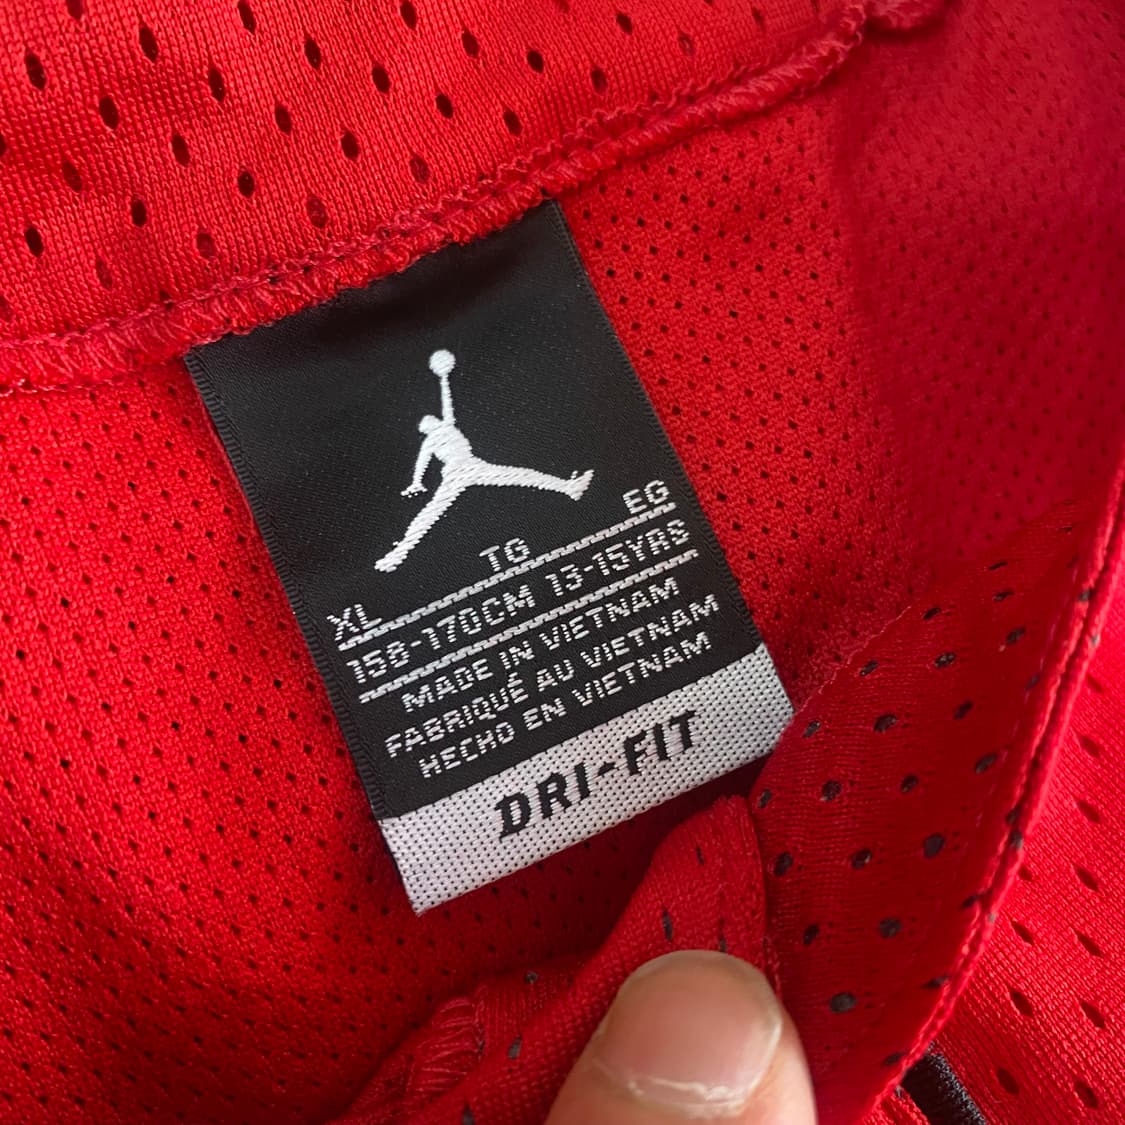 XL TG EG
158-170CM 13-15YRS
MADE IN VIETNAM
FABRIQUÉ AU VIETNAM
HECHO EN VIETNAM
DRI-FIT